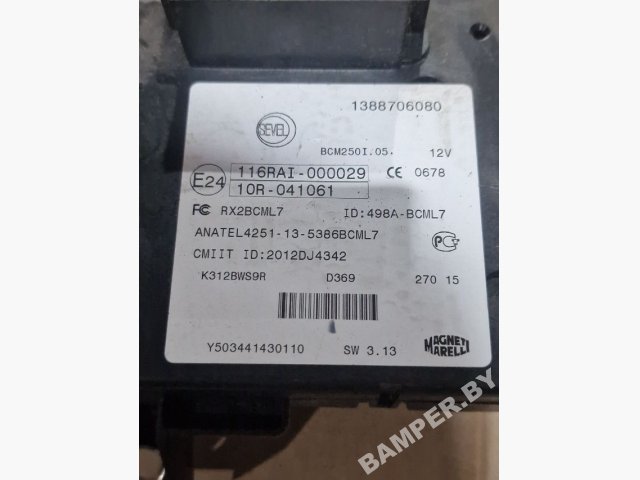 1388706080
SEVEL
BCM250I.05. 12V
E24 116RAI-000029 CE 0678
10R-041061
FC RX2BCML7 ID:498A-BCML7
ANATEL4251-13-5386BCML7
CMIIT ID:2012DJ4342
K312BWS9R D369 270 15
Y503441430110 SW 3.13
MAGNETI
MARELLI
BAMPER.BY